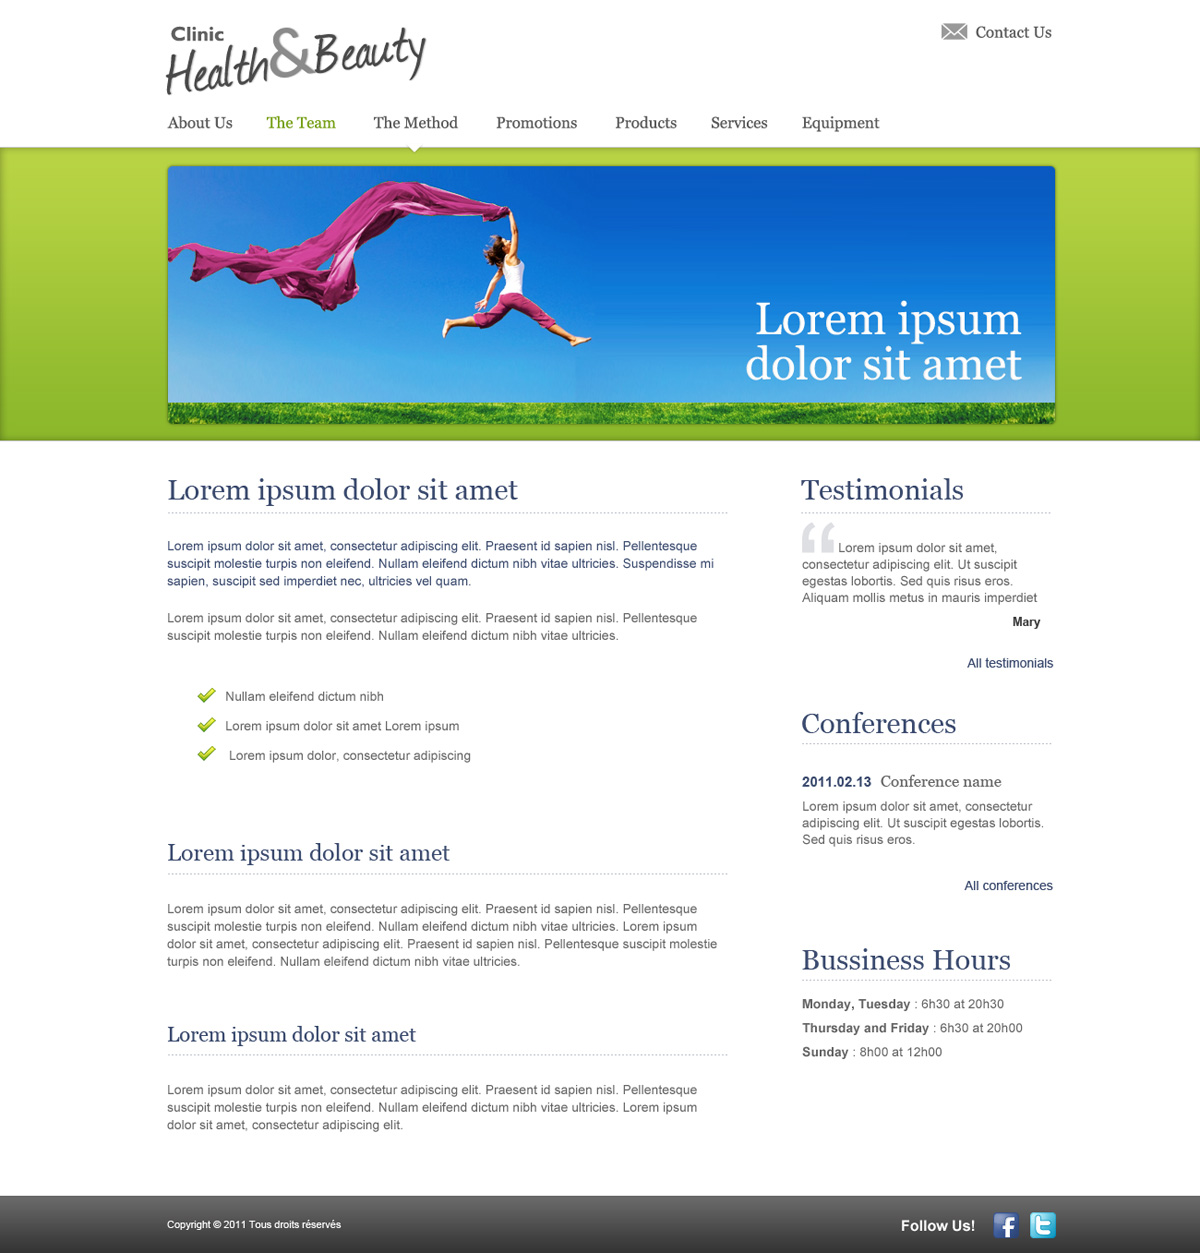 Clinic
Health&Beauty
Contact Us
About Us The Team The Method Promotions Products Services Equipment
Lorem ipsum
dolor sit amet
Lorem ipsum dolor sit amet
Lorem ipsum dolor sit amet, consectetur adipiscing elit. Praesent id sapien nisl. Pellentesque
suscipit molestie turpis non eleifend. Nullam eleifend dictum nibh vitae ultricies. Suspendisse mi
sapien, suscipit sed imperdiet nec, ultricies vel quam.
Lorem ipsum dolor sit amet, consectetur adipiscing elit. Praesent id sapien nisl. Pellentesque
suscipit molestie turpis non eleifend. Nullam eleifend dictum nibh vitae ultricies.
Nullam eleifend dictum nibh
Lorem ipsum dolor sit amet Lorem ipsum
Lorem ipsum dolor, consectetur adipiscing
Lorem ipsum dolor sit amet
Lorem ipsum dolor sit amet, consectetur adipiscing elit. Praesent id sapien nisl. Pellentesque
suscipit molestie turpis non eleifend. Nullam eleifend dictum nibh vitae ultricies. Lorem ipsum
dolor sit amet, consectetur adipiscing elit. Praesent id sapien nisl. Pellentesque suscipit molestie
turpis non eleifend. Nullam eleifend dictum nibh vitae ultricies.
Lorem ipsum dolor sit amet
Lorem ipsum dolor sit amet, consectetur adipiscing elit. Praesent id sapien nisl. Pellentesque
suscipit molestie turpis non eleifend. Nullam eleifend dictum nibh vitae ultricies. Lorem ipsum
dolor sit amet, consectetur adipiscing elit.
Testimonials
“ Lorem ipsum dolor sit amet,
consectetur adipiscing elit. Ut suscipit
egestas lobortis. Sed quis risus eros.
Aliquam mollis metus in mauris imperdiet
Mary
All testimonials
Conferences
2011.02.13 Conference name
Lorem ipsum dolor sit amet, consectetur
adipiscing elit. Ut suscipit egestas lobortis.
Sed quis risus eros.
All conferences
Bussiness Hours
Monday, Tuesday : 6h30 at 20h30
Thursday and Friday : 6h30 at 20h00
Sunday : 8h00 at 12h00
Copyright © 2011 Tous droits réservés
Follow Us! f t